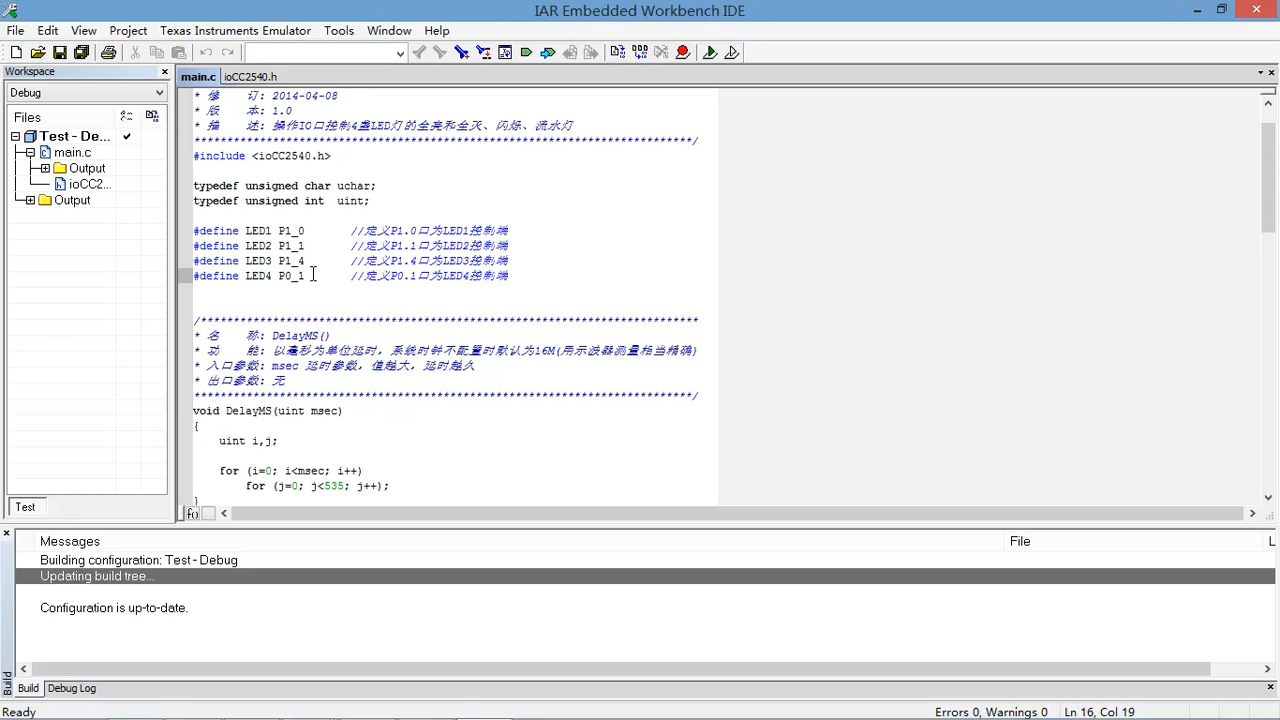 IAR Embedded Workbench IDE
File Edit View Project Texas Instruments Emulator Tools Window Help
Workspace
main.c ioCC2540.h
Debug
Files
Test - De...
main.c
Output
ioCC2...
Output
Test
* 修 订: 2014-04-08
* 版 本: 1.0
* 描 述: 操作IO口控制4盏LED灯的全亮和全灭、闪烁、流水灯
****************************************************************************/
#include <ioCC2540.h>
typedef unsigned char uchar;
typedef unsigned int uint;
#define LED1 P1_0 //定义P1.0口为LED1控制端
#define LED2 P1_1 //定义P1.1口为LED2控制端
#define LED3 P1_4 //定义P1.4口为LED3控制端
#define LED4 P0_1 //定义P0.1口为LED4控制端
/****************************************************************************
* 名 称: DelayMS()
* 功 能: 以毫秒为单位延时，系统时钟不配置时默认为16M(用示波器测量相当精确)
* 入口参数: msec 延时参数，值越大，延时越久
* 出口参数: 无
****************************************************************************/
void DelayMS(uint msec)
{
uint i,j;
for (i=0; i<msec; i++)
for (j=0; j<535; j++);
}
Messages File L
Building configuration: Test - Debug
Updating build tree...
Configuration is up-to-date.
Build
Build Debug Log
Ready Errors 0, Warnings 0 Ln 16, Col 19